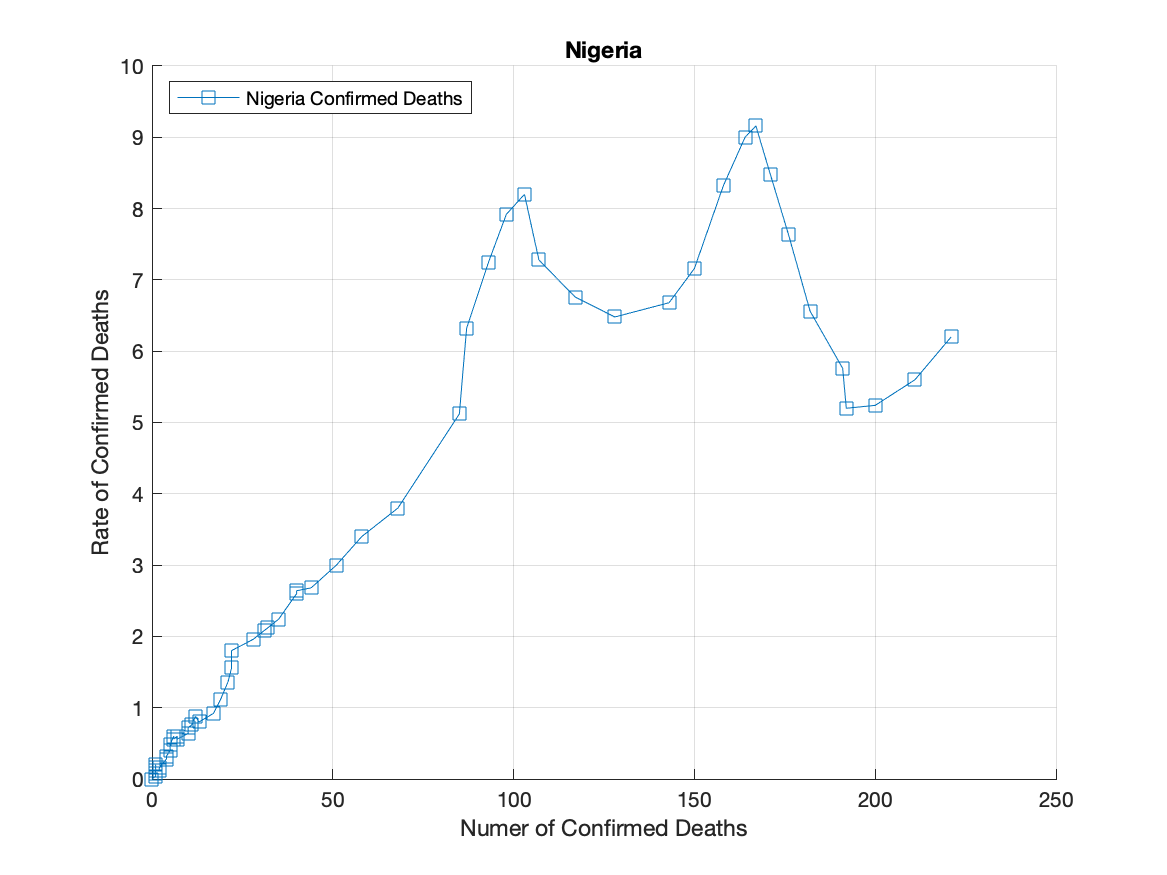 Nigeria
Nigeria Confirmed Deaths
10
9
8
7
6
5
4
3
2
1
0
Rate of Confirmed Deaths
0 50 100 150 200 250
Numer of Confirmed Deaths